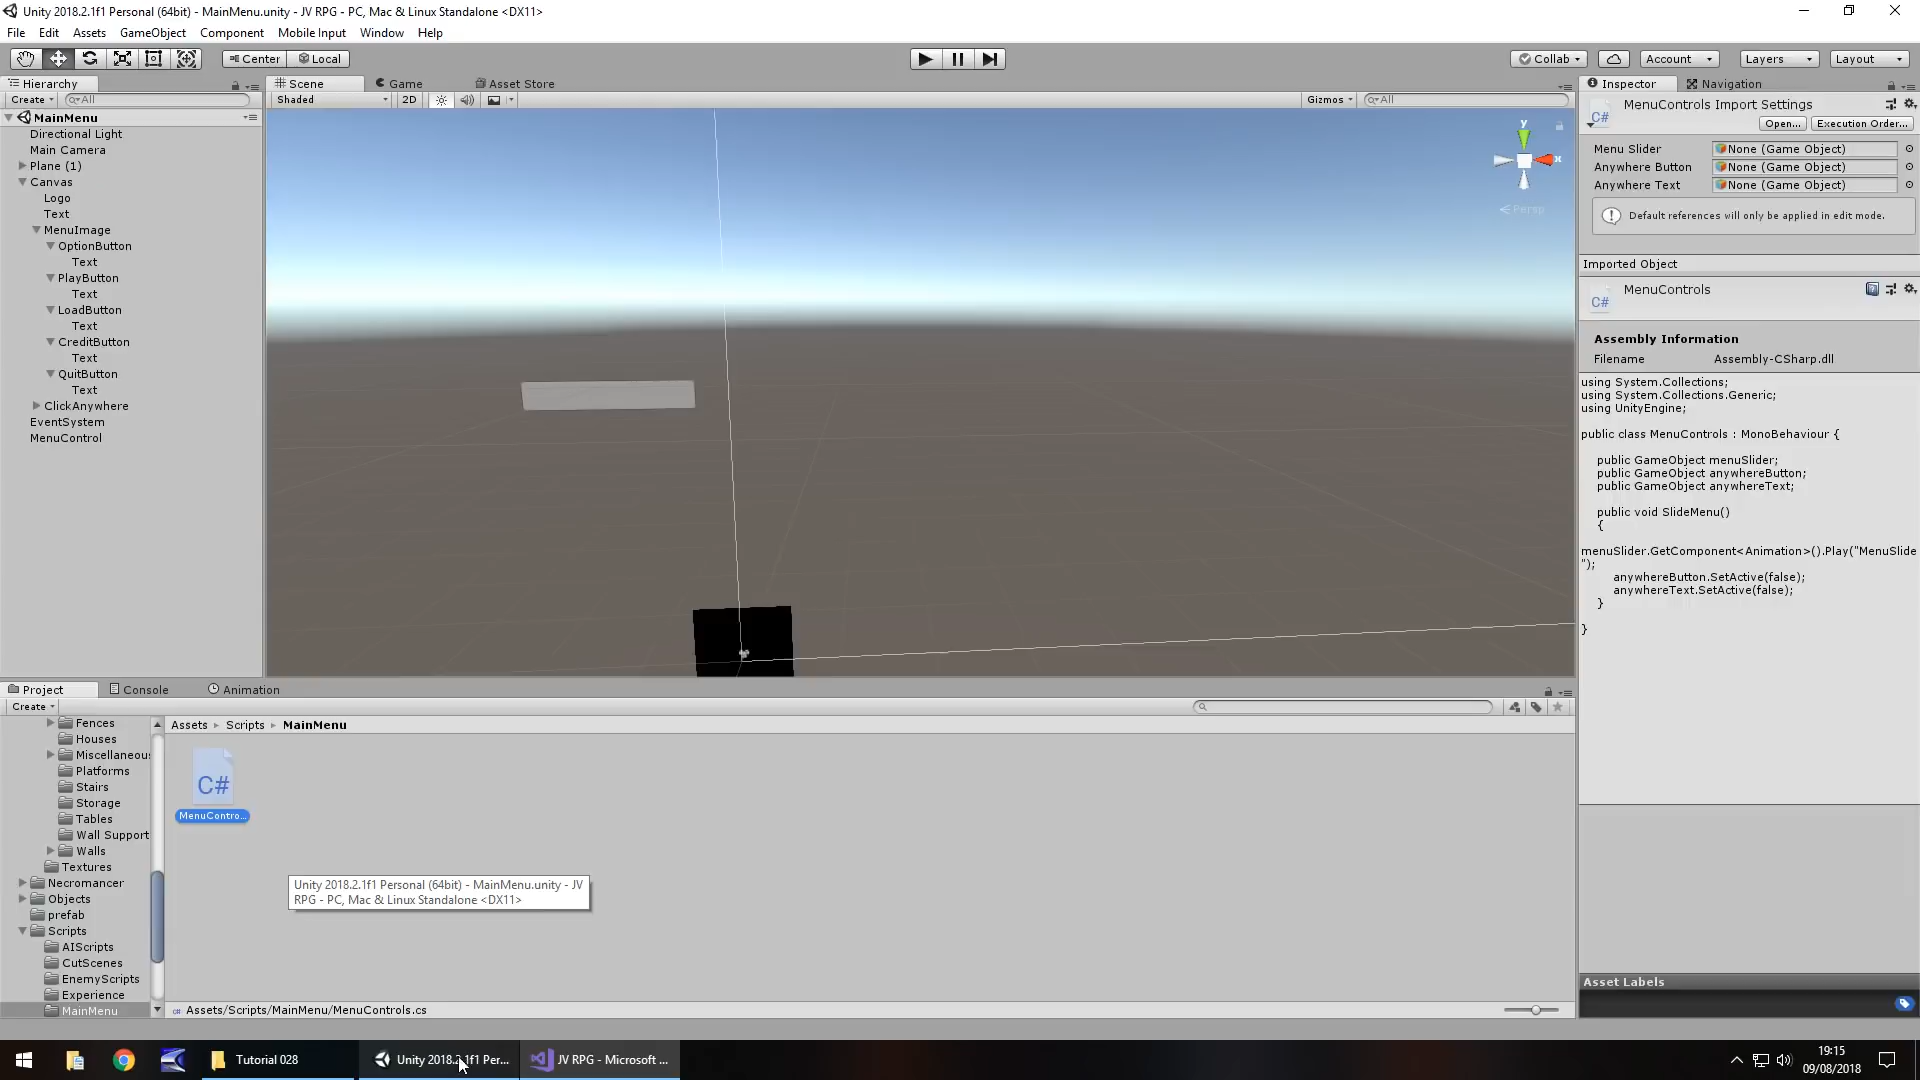 Unity 2018.2.1f1 Personal (64bit) - MainMenu.unity - JV RPG - PC, Mac & Linux Standalone <DX11>
File Edit Assets GameObject Component Mobile Input Window Help
Center Local Collab Account Layers Layout
Hierarchy
Create All
MainMenu
Directional Light
Main Camera
Plane (1)
Canvas
Logo
Text
MenuImage
OptionButton
Text
PlayButton
Text
LoadButton
Text
CreditButton
Text
QuitButton
Text
ClickAnywhere
EventSystem
MenuControl
Scene Game Asset Store
Shaded 2D Gizmos All
y
x
Persp
Inspector Navigation
MenuControls Import Settings
C#
Open... Execution Order...
Menu Slider None (Game Object)
Anywhere Button None (Game Object)
Anywhere Text None (Game Object)
Default references will only be applied in edit mode.
Imported Object
MenuControls
C#
Assembly Information
Filename Assembly-CSharp.dll
using System.Collections;
using System.Collections.Generic;
using UnityEngine;
public class MenuControls : MonoBehaviour {
public GameObject menuSlider;
public GameObject anywhereButton;
public GameObject anywhereText;
public void SlideMenu()
{
menuSlider.GetComponent<Animation>().Play("MenuSlide
");
anywhereButton.SetActive(false);
anywhereText.SetActive(false);
}
}
Asset Labels
Project Console Animation
Create
Fences
Houses
Miscellaneous
Platforms
Stairs
Storage
Tables
Wall Support
Walls
Textures
Necromancer
Objects
prefab
Scripts
AIScripts
CutScenes
EnemyScripts
Experience
MainMenu
Assets Scripts MainMenu
C#
MenuContro...
Unity 2018.2.1f1 Personal (64bit) - MainMenu.unity - JV
RPG - PC, Mac & Linux Standalone <DX11>
Assets/Scripts/MainMenu/MenuControls.cs
Tutorial 028
Unity 2018.2.1f1 Per...
JV RPG - Microsoft ...
19:15
09/08/2018